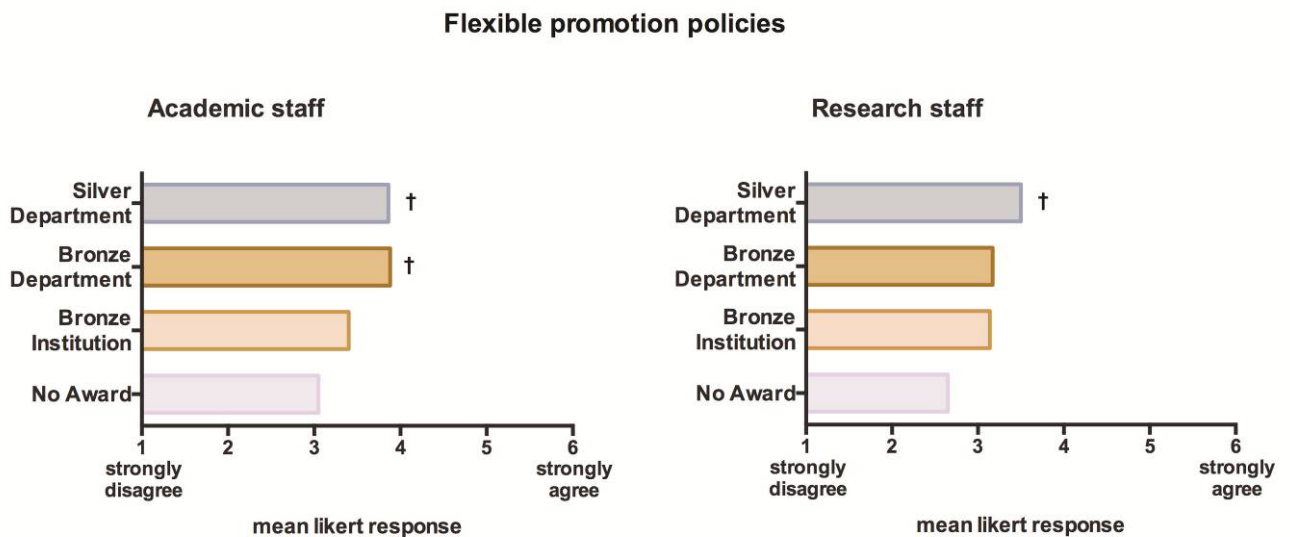 Flexible promotion policies
Academic staff
Silver
Department
†
Bronze
Department
†
Bronze
Institution
No Award
1
2
3
4
5
6
strongly
disagree
strongly
agree
mean likert response
Research staff
Silver
Department
†
Bronze
Department
Bronze
Institution
No Award
1
2
3
4
5
6
strongly
disagree
strongly
agree
mean likert response